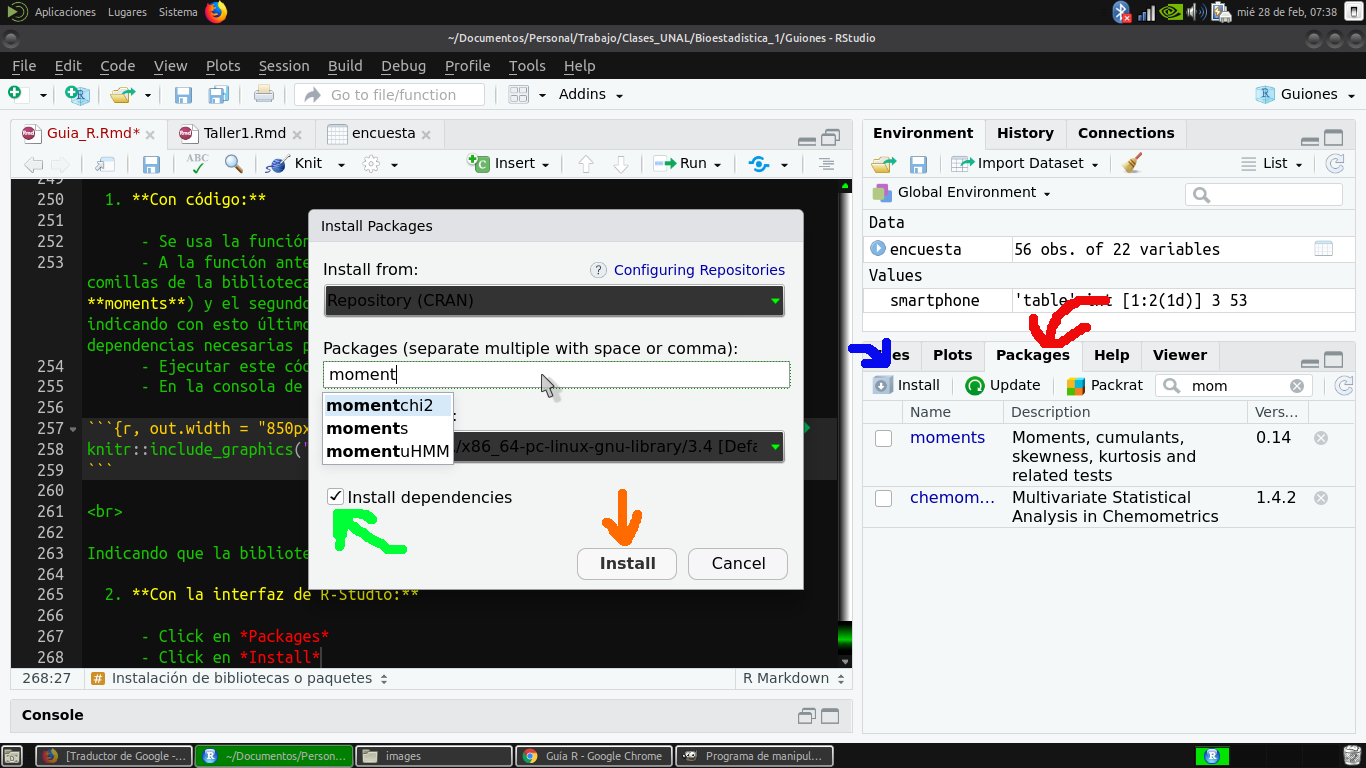 Aplicaciones Lugares Sistema mié 28 de feb, 07:38
~/Documentos/Personal/Trabajo/Clases_UNAL/Bioestadistica_1/Guiones - RStudio
File Edit Code View Plots Session Build Debug Profile Tools Help
Go to file/function Addins Guiones
Guia_R.Rmd* Taller1.Rmd encuesta
ABC Knit Insert Run
249
250 1. **Con código:**
251
252 - Se usa la función
253 - A la función ante
comillas de la biblioteca
**moments**) y el segundo
indicando con esto último
dependencias necesarias p
254 - Ejecutar este cód
255 - En la consola de
256
257 ```{r, out.width = "850px
258 knitr::include_graphics("
259 ```
260
261 <br>
262
263 Indicando que la bibliote
264
265 2. **Con la interfaz de R-Studio:**
266
267 - Click en *Packages*
268 - Click en *Install*
268:27 # Instalación de bibliotecas o paquetes R Markdown
Console
Install Packages
Install from: ? Configuring Repositories
Repository (CRAN)
Packages (separate multiple with space or comma):
moment
momentchi2
moments
momentuHMM
:
/x86_64-pc-linux-gnu-library/3.4 [Defa
Install dependencies
Install Cancel
Environment History Connections
Import Dataset List
Global Environment
Data
encuesta 56 obs. of 22 variables
Values
smartphone 'table' int [1:2(1d)] 3 53
es Plots Packages Help Viewer
Install Update Packrat mom
Name Description Vers...
moments Moments, cumulants, skewness, kurtosis and related tests 0.14
chemom... Multivariate Statistical Analysis in Chemometrics 1.4.2
[Traductor de Google -... ~/Documentos/Person... images Guia R - Google Chrome Programa de manipul...